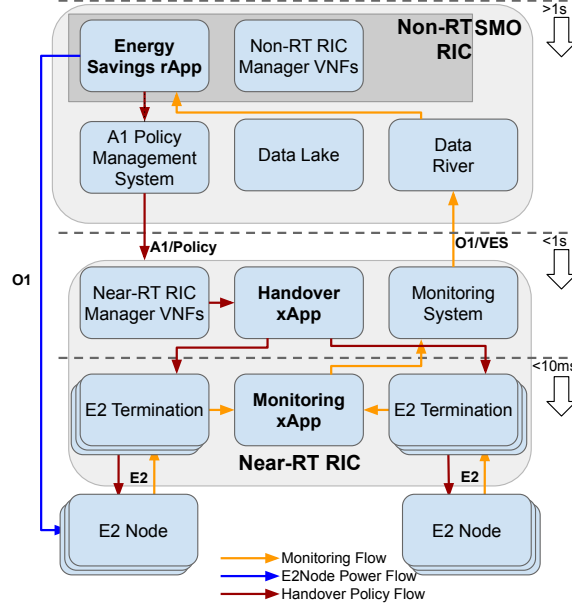 >1s
Non-RT SMO
RIC
Energy
Savings rApp
Non-RT RIC
Manager VNFs
A1 Policy
Management
System
Data Lake
Data
River
A1/Policy
O1/VES
<1s
O1
Near-RT RIC
Manager VNFs
Handover
xApp
Monitoring
System
<10ms
E2 Termination
Monitoring
xApp
E2 Termination
Near-RT RIC
E2
E2
E2 Node
E2 Node
Monitoring Flow
E2Node Power Flow
Handover Policy Flow